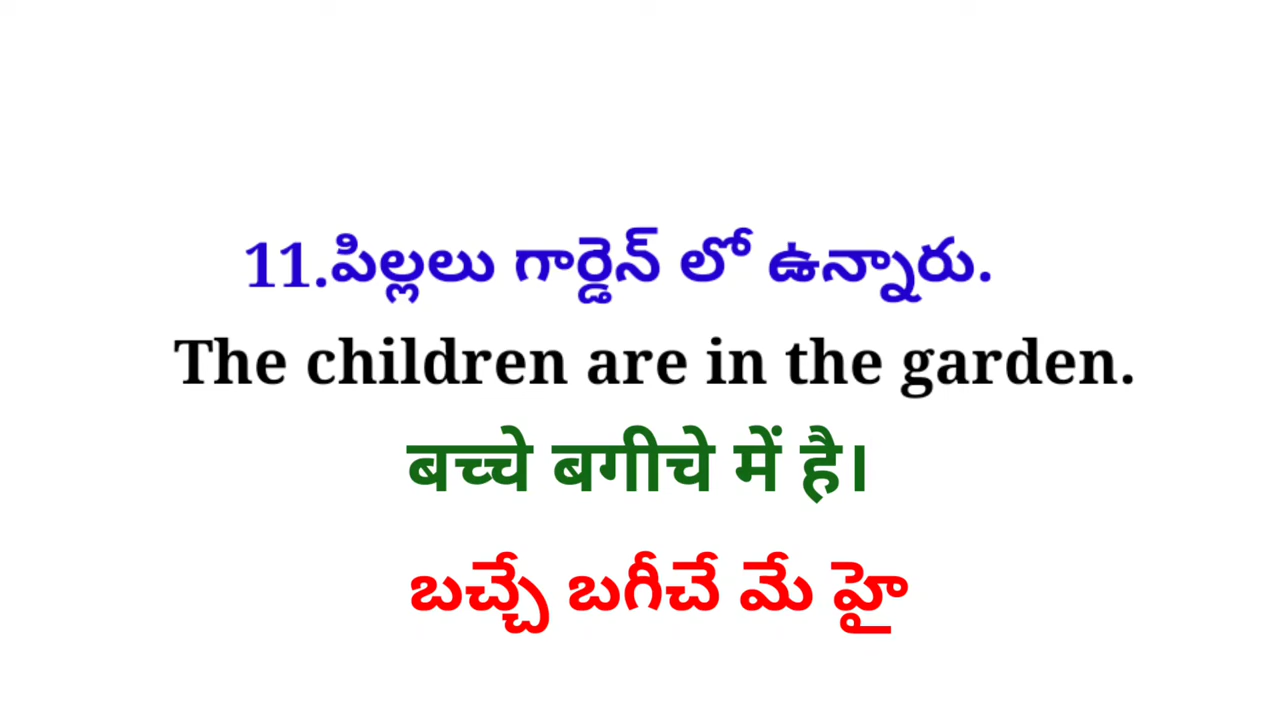 11.పిల్లలు గార్డెన్ లో ఉన్నారు.
The children are in the garden.
बच्चे बगीचे में है।
బచ్చే బగీచే మే హై